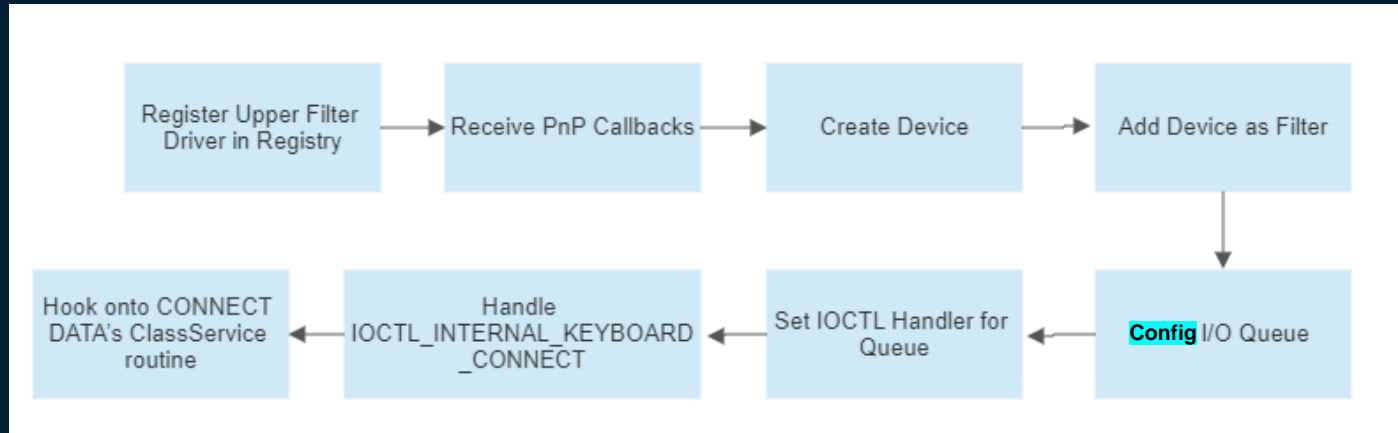 Register Upper Filter
Driver in Registry
Receive PnP Callbacks
Create Device
Add Device as Filter
Config I/O Queue
Set IOCTL Handler for
Queue
Handle
IOCTL_INTERNAL_KEYBOARD
_CONNECT
Hook onto CONNECT
DATA's ClassService
routine